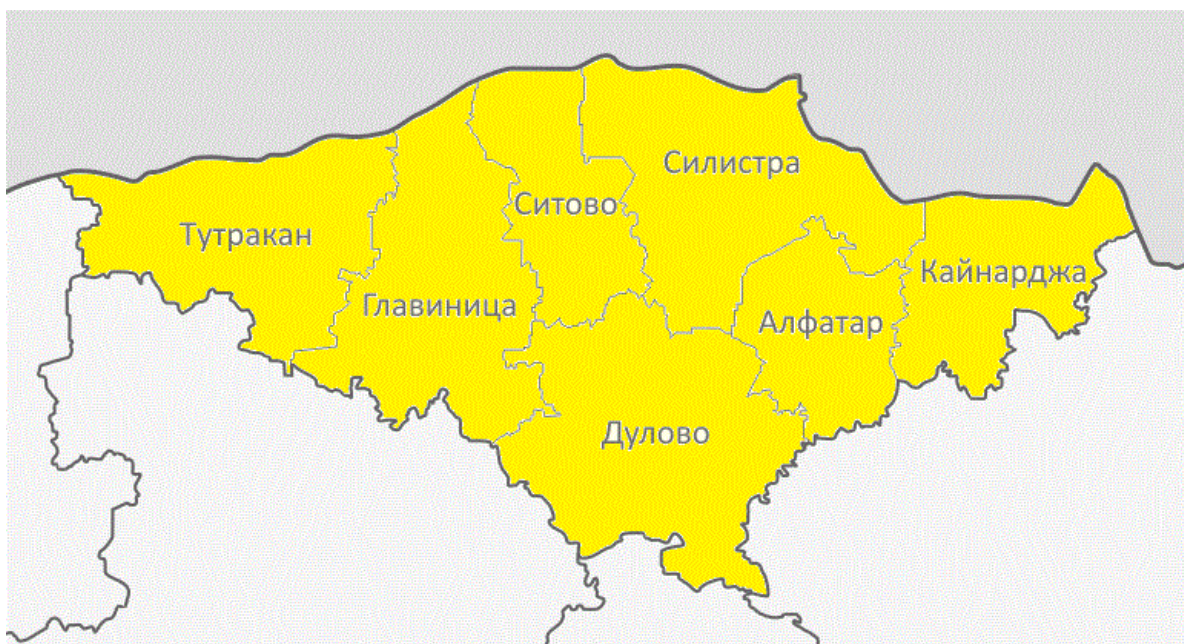 Силистра
Ситово
Тутракан
Кайнарджа
Главиница
Алфатар
Дулово